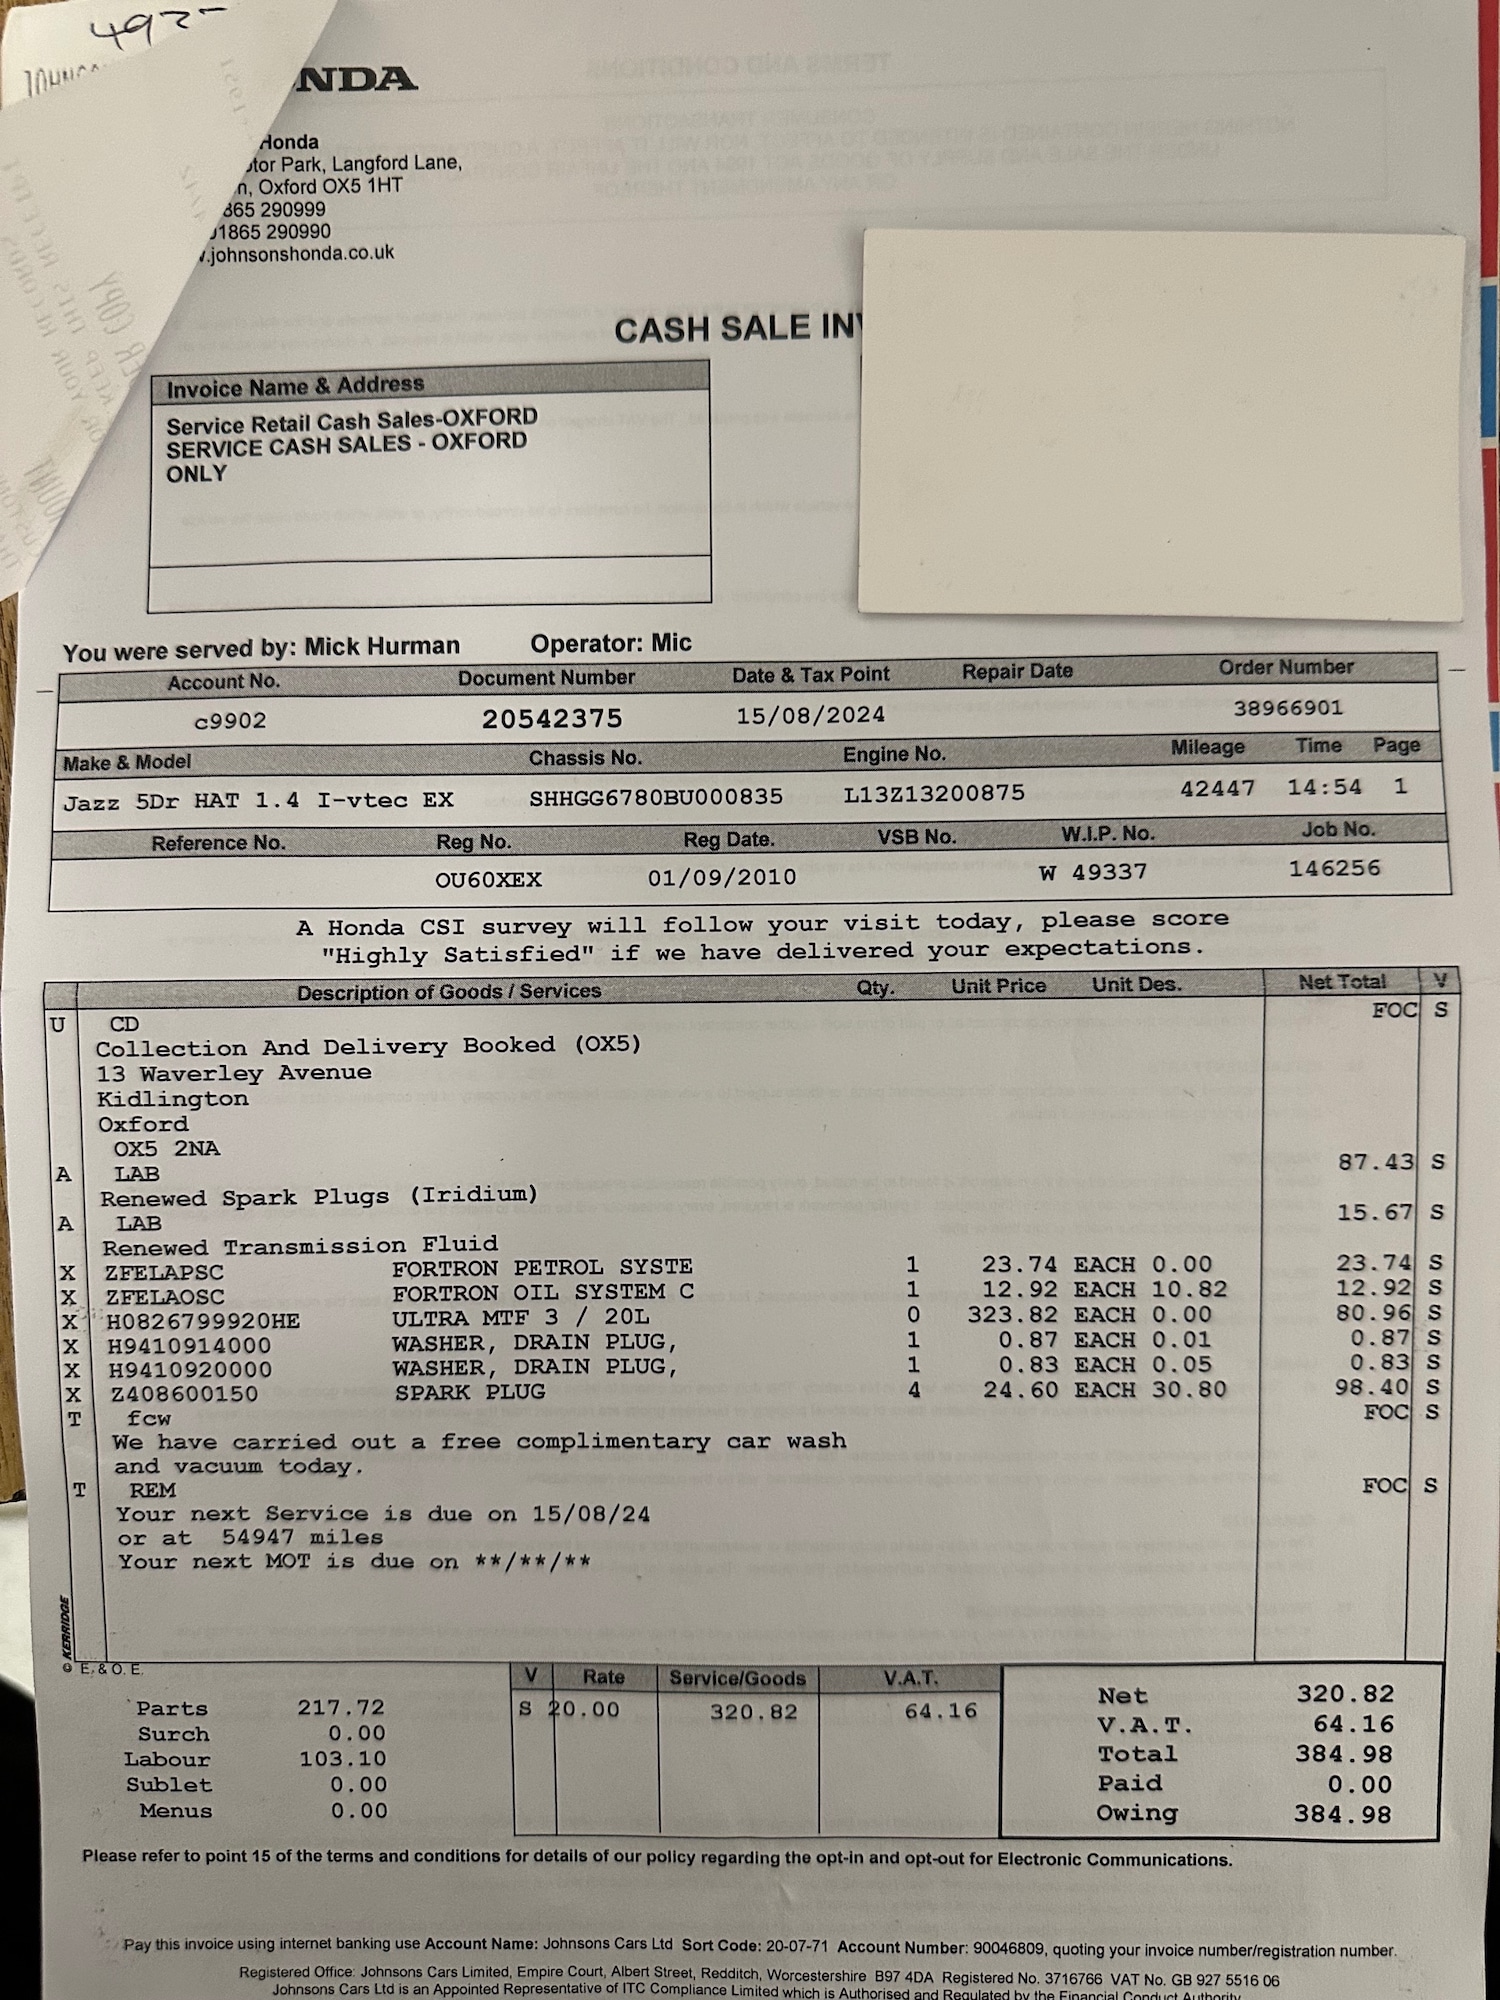 492-
NDA
Honda
tor Park, Langford Lane,
n, Oxford OX5 1HT
865 290999
01865 290990
w.johnsonshonda.co.uk
COPY
CASH SALE INV
Invoice Name & Address
Service Retail Cash Sales-OXFORD
SERVICE CASH SALES - OXFORD
ONLY
You were served by: Mick Hurman Operator: Mic
Account No. Document Number Date & Tax Point Repair Date Order Number
c9902 20542375 15/08/2024 38966901
Make & Model Chassis No. Engine No. Mileage Time Page
Jazz 5Dr HAT 1.4 I-vtec EX SHHGG6780BU000835 L13Z13200875 42447 14:54 1
Reference No. Reg No. Reg Date. VSB No. W.I.P. No. Job No.
OU60XEX 01/09/2010 W 49337 146256
A Honda CSI survey will follow your visit today, please score
"Highly Satisfied" if we have delivered your expectations.
Description of Goods / Services Qty. Unit Price Unit Des. Net Total V
U CD FOC S
Collection And Delivery Booked (OX5)
13 Waverley Avenue
Kidlington
Oxford
OX5 2NA
A LAB 87.43 S
Renewed Spark Plugs (Iridium)
A LAB 15.67 S
Renewed Transmission Fluid
X ZFELAPSC FORTRON PETROL SYSTE 1 23.74 EACH 0.00 23.74 S
X ZFELAOSC FORTRON OIL SYSTEM C 1 12.92 EACH 10.82 12.92 S
X H0826799920HE ULTRA MTF 3 / 20L 0 323.82 EACH 0.00 80.96 S
X H9410914000 WASHER, DRAIN PLUG, 1 0.87 EACH 0.01 0.87 S
X H9410920000 WASHER, DRAIN PLUG, 1 0.83 EACH 0.05 0.83 S
X Z408600150 SPARK PLUG 4 24.60 EACH 30.80 98.40 S
T fcw FOC S
We have carried out a free complimentary car wash
and vacuum today.
T REM FOC S
Your next Service is due on 15/08/24
or at 54947 miles
Your next MOT is due on **/**/**
© KERRIDGE
E. & O. E.
V Rate Service/Goods V.A.T.
S 20.00 320.82 64.16
Parts 217.72
Surch 0.00
Labour 103.10
Sublet 0.00
Menus 0.00
Net 320.82
V.A.T. 64.16
Total 384.98
Paid 0.00
Owing 384.98
Please refer to point 15 of the terms and conditions for details of our policy regarding the opt-in and opt-out for Electronic Communications.
Pay this invoice using internet banking use Account Name: Johnsons Cars Ltd Sort Code: 20-07-71 Account Number: 90046809, quoting your invoice number/registration number.
Registered Office: Johnsons Cars Limited, Empire Court, Albert Street, Redditch, Worcestershire B97 4DA Registered No. 3716766 VAT No. GB 927 5516 06
Johnsons Cars Ltd is an Appointed Representative of ITC Compliance Limited which is Authorised and Regulated by the Financial Conduct Authority